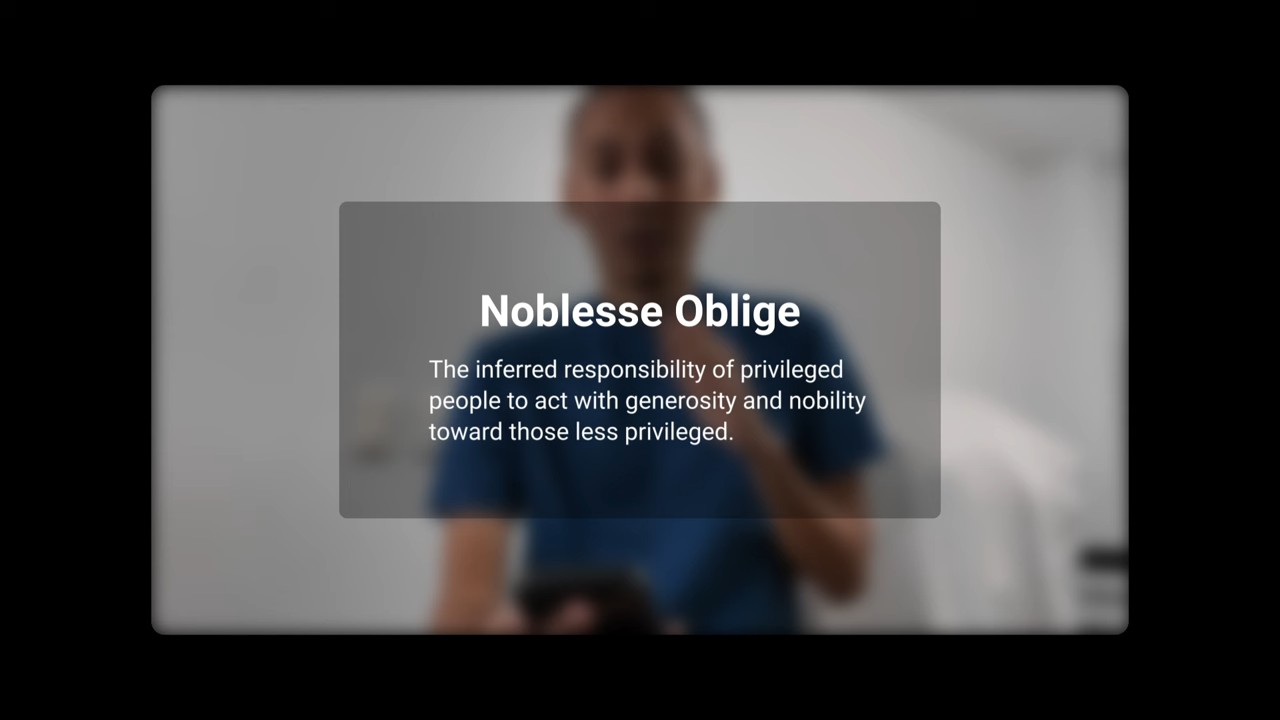 Noblesse Oblige
The inferred responsibility of privileged
people to act with generosity and nobility
toward those less privileged.